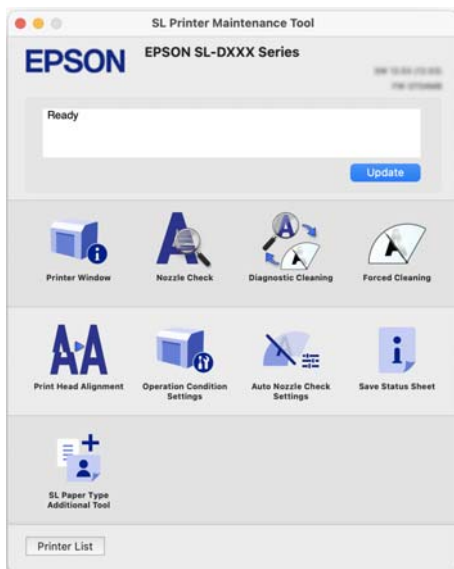 SL Printer Maintenance Tool
EPSON
EPSON SL-DXXX Series
Ready
Update
Printer Window
Nozzle Check
Diagnostic Cleaning
Forced Cleaning
Print Head Alignment
Operation Condition
Settings
Auto Nozzle Check
Settings
Save Status Sheet
SL Paper Type
Additional Tool
Printer List